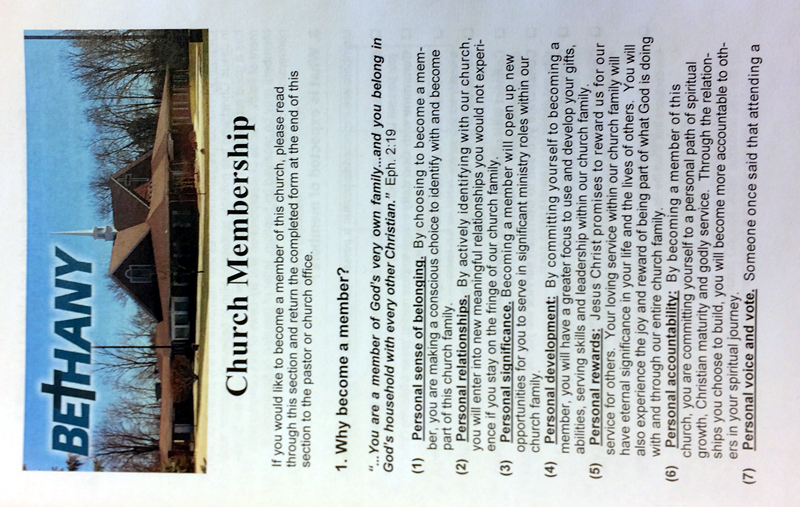 BETHANY
Church Membership
If you would like to become a member of this church, please read
through this section and return the completed form at the end of this
section to the pastor or church office.
1. Why become a member?
"...You are a member of God's very own family...and you belong in
God's household with every other Christian." Eph. 2:19
(1) Personal sense of belonging. By choosing to become a mem-
ber, you are making a conscious choice to identify with and become
part of this church family.
(2) Personal relationships. By actively identifying with our church,
you will enter into new meaningful relationships you would not experi-
ence if you stay on the fringe of our church family.
(3) Personal significance. Becoming a member will open up new
opportunities for you to serve in significant ministry roles within our
church family.
(4) Personal development: By committing yourself to becoming a
member, you will have a greater focus to use and develop your gifts,
abilities, serving skills and leadership within our church family,
(5) Personal rewards: Jesus Christ promises to reward us for our
service for others. Your loving service within our church family will
have eternal significance in your life and the lives of others. You will
also experience the joy and reward of being part of what God is doing
with and through our entire church family.
(6) Personal accountability: By becoming a member of this
church, you are committing yourself to a personal path of spiritual
growth, Christian maturity and godly service. Through the relation-
ships you choose to build, you will become more accountable to oth-
ers in your spiritual journey.
(7) Personal voice and vote. Someone once said that attending a